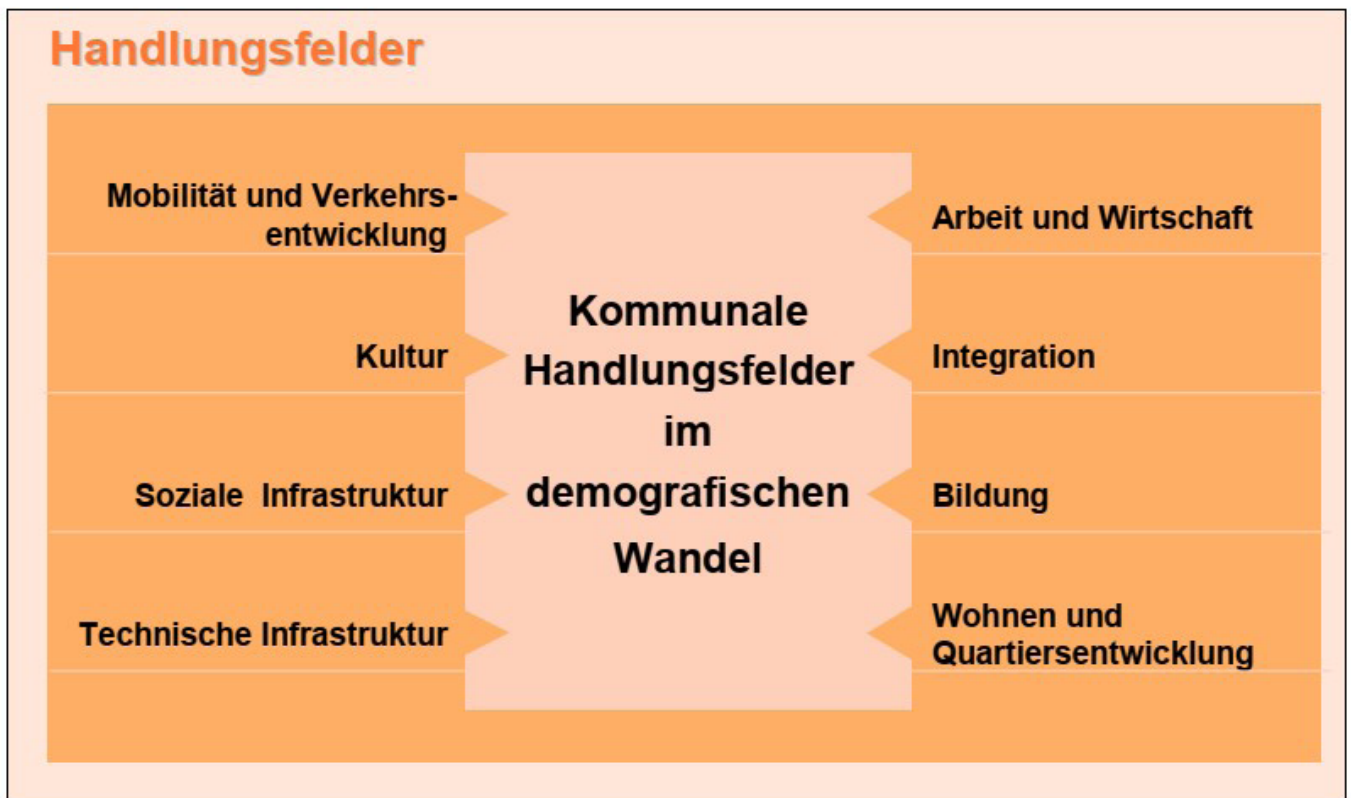 Handlungsfelder
Mobilität und Verkehrs-
entwicklung
Kultur
Soziale Infrastruktur
Technische Infrastruktur
Kommunale
Handlungsfelder
im
demografischen
Wandel
Arbeit und Wirtschaft
Integration
Bildung
Wohnen und
Quartiersentwicklung